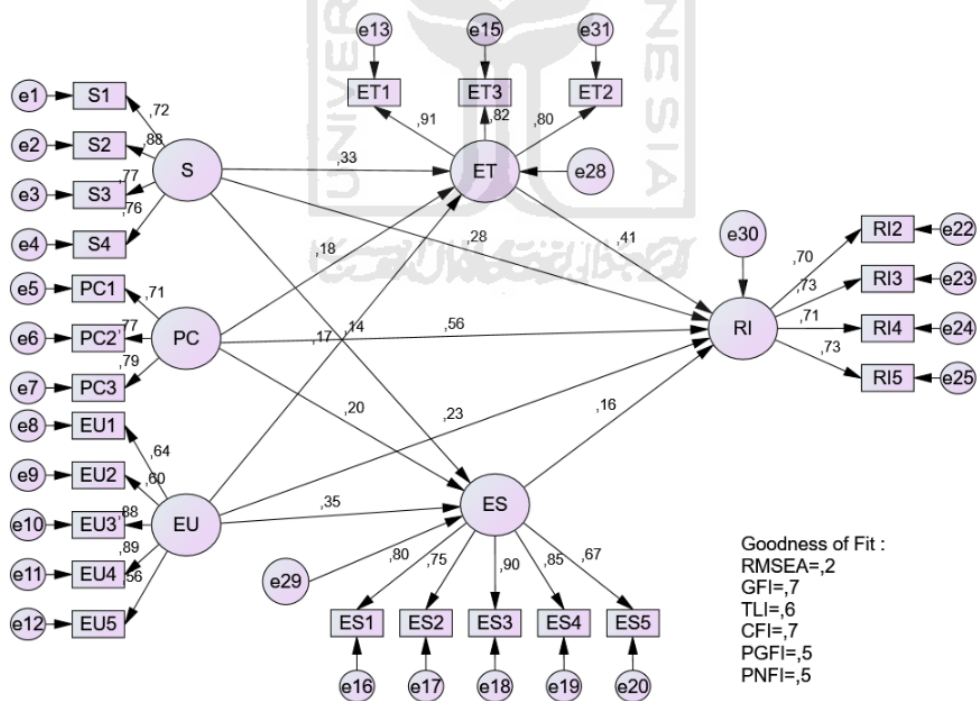 e13
e15
e31
ET1
ET3
ET2
,91
,82
,80
e1
S1
,72
e2
S2
,88
e3
S3
,77
e4
S4
,76
S
,33
ET
e28
UNIVER
NESIA
,28
,41
e30
,18
e5
PC1
,71
e6
PC2
,77
e7
PC3
,79
PC
,17
,14
,56
RI
,70
RI2
e22
,73
RI3
e23
,71
RI4
e24
,73
RI5
e25
,20
,23
,16
e8
EU1
,64
e9
EU2
,60
e10
EU3
,88
e11
EU4
,89
e12
EU5
,56
EU
,35
ES
e29
,80
,75
,90
,85
,67
ES1
ES2
ES3
ES4
ES5
e16
e17
e18
e19
e20
Goodness of Fit :
RMSEA=,2
GFI=,7
TLI=,6
CFI=,7
PGFI=,5
PNFI=,5